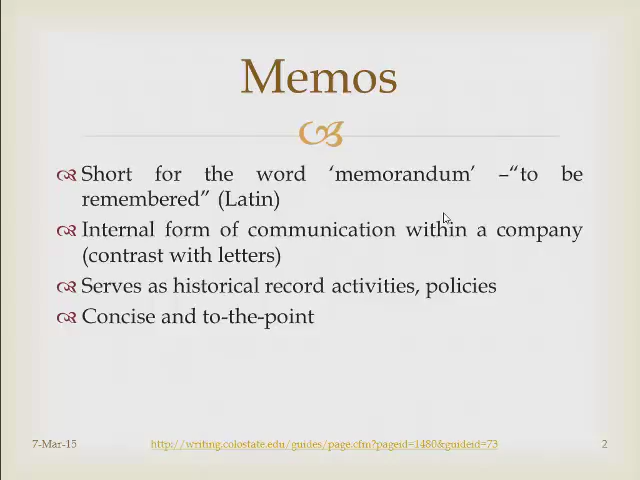 Memos
Short for the word ‘memorandum’ –“to be
remembered” (Latin)
Internal form of communication within a company
(contrast with letters)
Serves as historical record activities, policies
Concise and to-the-point
7-Mar-15
http://writing.colostate.edu/guides/page.cfm?pageid=1480&guideid=73
2